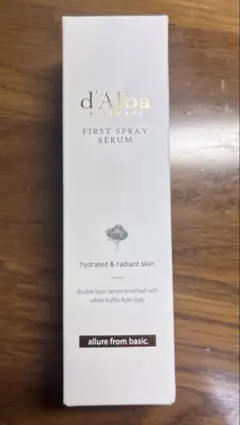 d'Alba
FIRST SPRAY
SERUM
hydrated & radiant skin
double layer serum enriched with
white truffle from Italy
allure from basic.